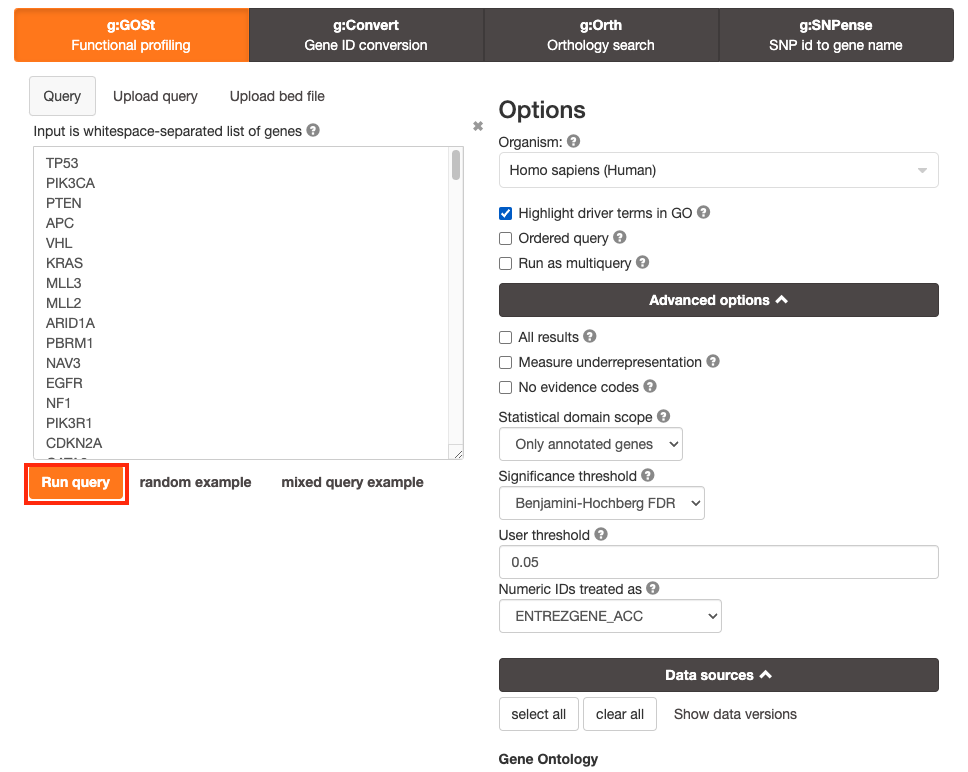 g:GOSt
Functional profiling
g:Convert
Gene ID conversion
g:Orth
Orthology search
g:SNPense
SNP id to gene name
Query
Upload query
Upload bed file
Input is whitespace-separated list of genes
TP53
PIK3CA
PTEN
APC
VHL
KRAS
MLL3
MLL2
ARID1A
PBRM1
NAV3
EGFR
NF1
PIK3R1
CDKN2A
Run query
random example
mixed query example
Options
Organism:
Homo sapiens (Human)
Highlight driver terms in GO
Ordered query
Run as multiquery
Advanced options
All results
Measure underrepresentation
No evidence codes
Statistical domain scope
Only annotated genes
Significance threshold
Benjamini-Hochberg FDR
User threshold
0.05
Numeric IDs treated as
ENTREZGENE_ACC
Data sources
select all
clear all
Show data versions
Gene Ontology